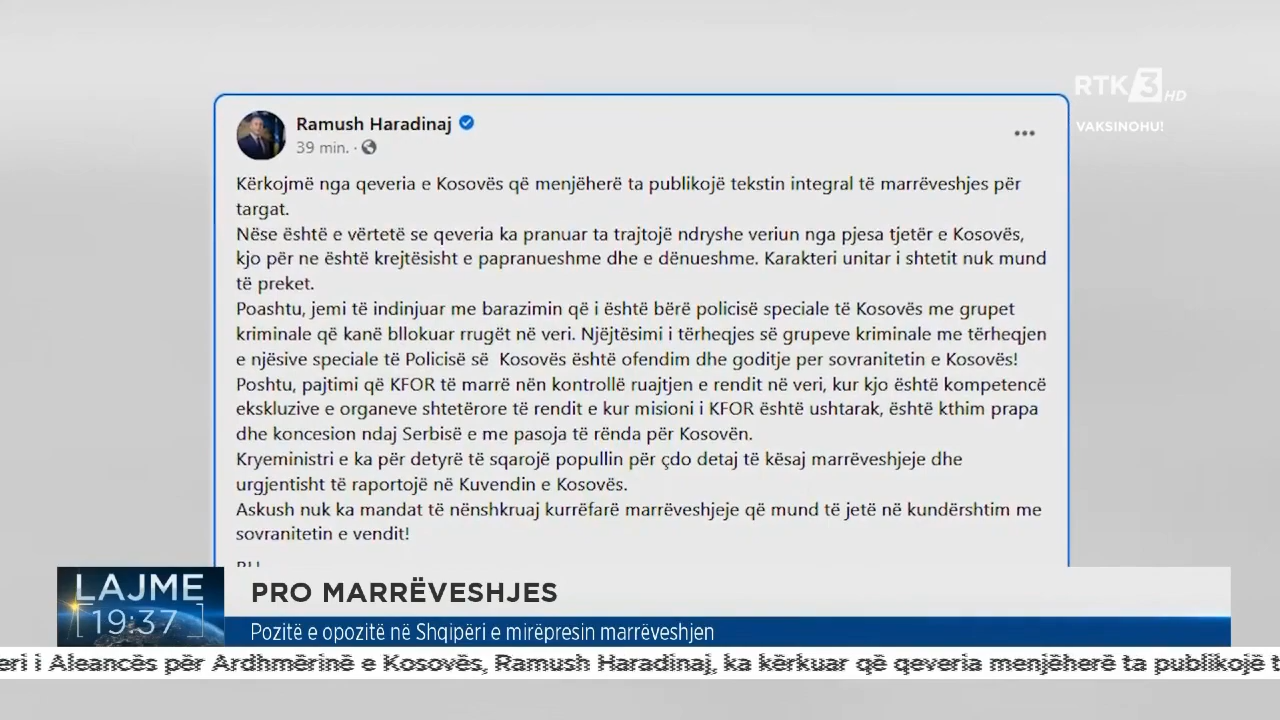 RTK 3 HD
VAKSINOHU!
Ramush Haradinaj
39 min.
Kërkojmë nga qeveria e Kosovës që menjëherë ta publikojë tekstin integral të marrëveshjes për
targat.
Nëse është e vërtetë se qeveria ka pranuar ta trajtojë ndryshe veriun nga pjesa tjetër e Kosovës,
kjo për ne është krejtësisht e papranueshme dhe e dënueshme. Karakteri unitar i shtetit nuk mund
të preket.
Poashtu, jemi të indinjuar me barazimin që i është bërë policisë speciale të Kosovës me grupet
kriminale që kanë bllokuar rrugët në veri. Njëjtësimi i tërheqjes së grupeve kriminale me tërheqjen
e njësive speciale të Policisë së Kosovës është ofendim dhe goditje per sovranitetin e Kosovës!
Poshtu, pajtimi që KFOR të marrë nën kontrollë ruajtjen e rendit në veri, kur kjo është kompetencë
ekskluzive e organeve shtetërore të rendit e kur misioni i KFOR është ushtarak, është kthim prapa
dhe koncesion ndaj Serbisë e me pasoja të rënda për Kosovën.
Kryeministri e ka për detyrë të sqarojë popullin për çdo detaj të kësaj marrëveshjeje dhe
urgjentisht të raportojë në Kuvendin e Kosovës.
Askush nuk ka mandat të nënshkruaj kurrëfarë marrëveshjeje që mund të jetë në kundërshtim me
sovranitetin e vendit!
LAJME
19:37
PRO MARRËVESHJES
Pozitë e opozitë në Shqipëri e mirëpresin marrëveshjen
eri i Aleancës për Ardhmërinë e Kosovës, Ramush Haradinaj, ka kërkuar që qeveria menjëherë ta publikojë t